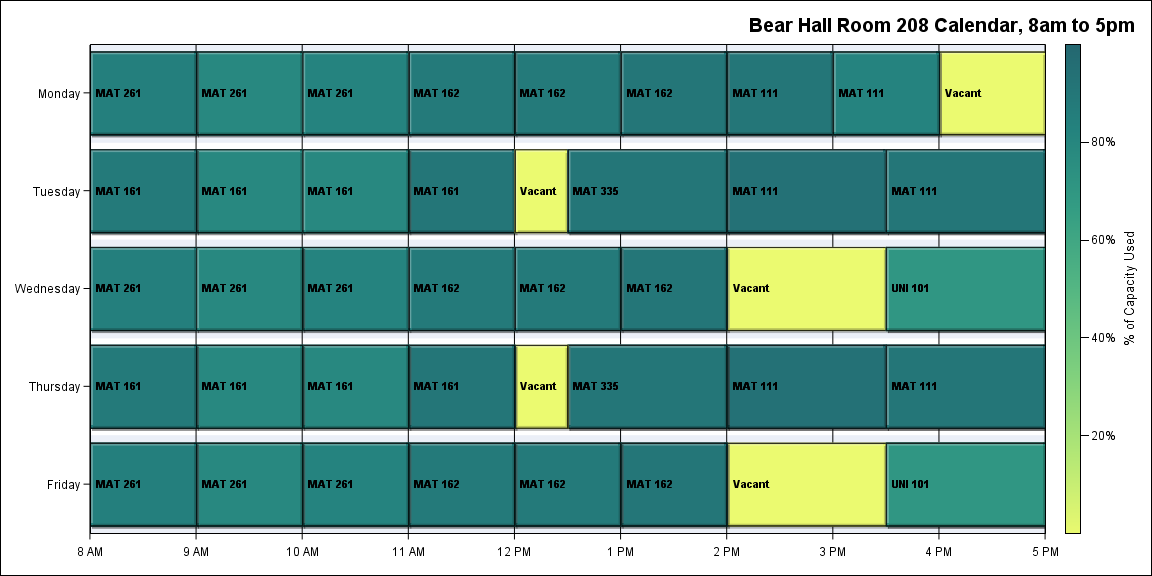 Bear Hall Room 208 Calendar, 8am to 5pm
Monday
MAT 261
MAT 261
MAT 261
MAT 162
MAT 162
MAT 162
MAT 111
MAT 111
Vacant
Tuesday
MAT 161
MAT 161
MAT 161
MAT 161
Vacant
MAT 335
MAT 111
MAT 111
Wednesday
MAT 261
MAT 261
MAT 261
MAT 162
MAT 162
MAT 162
Vacant
UNI 101
Thursday
MAT 161
MAT 161
MAT 161
MAT 161
Vacant
MAT 335
MAT 111
MAT 111
Friday
MAT 261
MAT 261
MAT 261
MAT 162
MAT 162
MAT 162
Vacant
UNI 101
8 AM
9 AM
10 AM
11 AM
12 PM
1 PM
2 PM
3 PM
4 PM
5 PM
80%
60%
40%
20%
% of Capacity Used